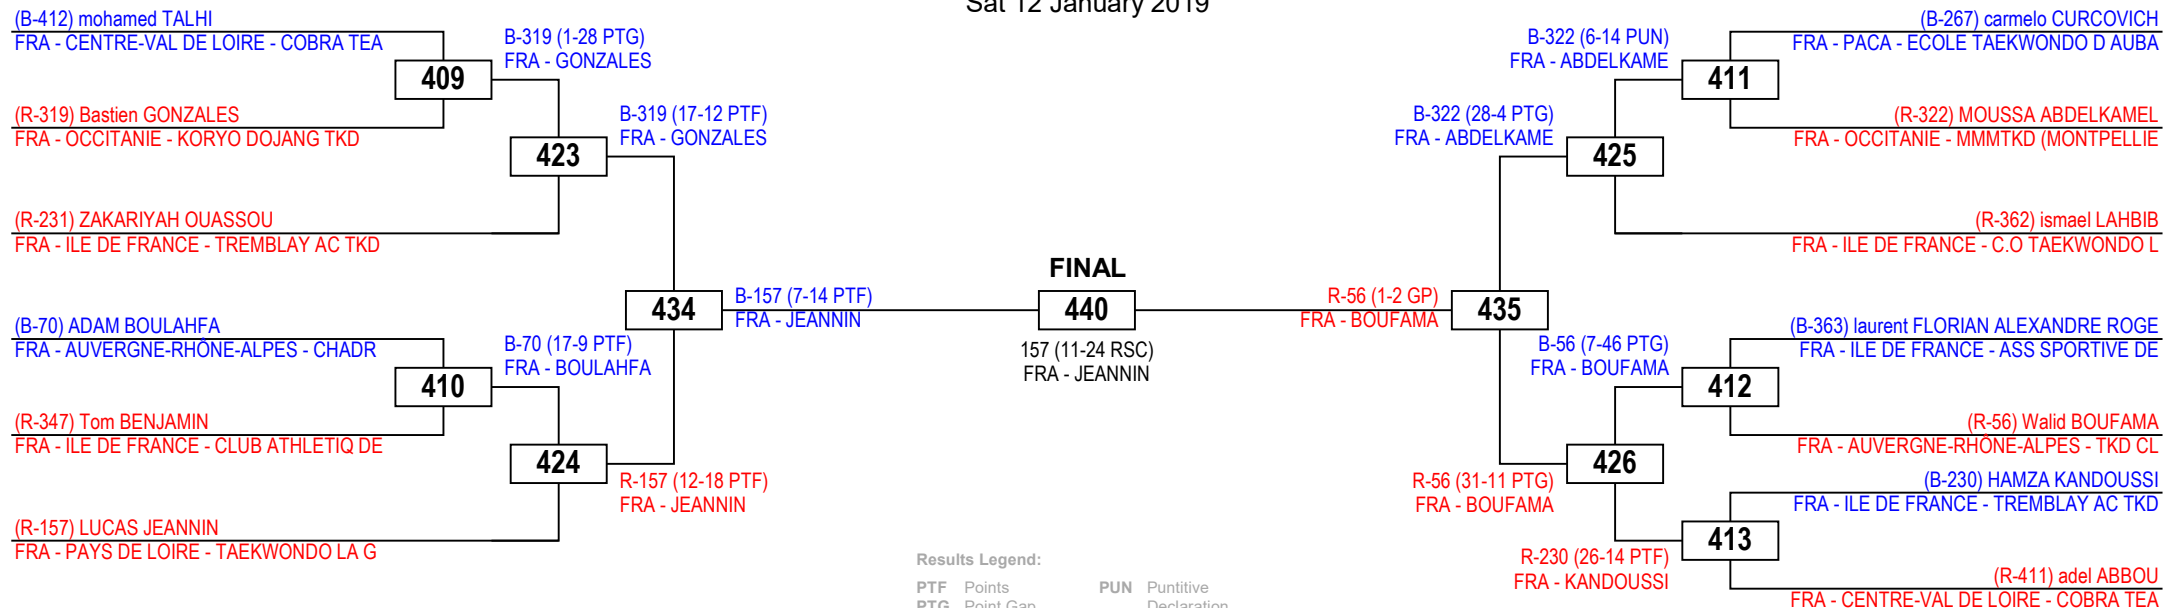 Sat 12 January 2019
(B-412) mohamed TALHI
FRA - CENTRE-VAL DE LOIRE - COBRA TEA
409
(R-319) Bastien GONZALES
FRA - OCCITANIE - KORYO DOJANG TKD
B-319 (1-28 PTG)
FRA - GONZALES
423
B-319 (17-12 PTF)
FRA - GONZALES
(R-231) ZAKARIYAH OUASSOU
FRA - ILE DE FRANCE - TREMBLAY AC TKD
434
B-157 (7-14 PTF)
FRA - JEANNIN
(B-70) ADAM BOULAHFA
FRA - AUVERGNE-RHÔNE-ALPES - CHADR
410
(R-347) Tom BENJAMIN
FRA - ILE DE FRANCE - CLUB ATHLETIQ DE
B-70 (17-9 PTF)
FRA - BOULAHFA
424
R-157 (12-18 PTF)
FRA - JEANNIN
(R-157) LUCAS JEANNIN
FRA - PAYS DE LOIRE - TAEKWONDO LA G
FINAL
440
157 (11-24 RSC)
FRA - JEANNIN
(B-267) carmelo CURCOVICH
FRA - PACA - ECOLE TAEKWONDO D AUBA
411
(R-322) MOUSSA ABDELKAMEL
FRA - OCCITANIE - MMMTKD (MONTPELLIE
B-322 (6-14 PUN)
FRA - ABDELKAME
B-322 (28-4 PTG)
FRA - ABDELKAME
425
(R-362) ismael LAHBIB
FRA - ILE DE FRANCE - C.O TAEKWONDO L
R-56 (1-2 GP)
FRA - BOUFAMA
435
(B-363) laurent FLORIAN ALEXANDRE ROGE
FRA - ILE DE FRANCE - ASS SPORTIVE DE
B-56 (7-46 PTG)
FRA - BOUFAMA
412
(R-56) Walid BOUFAMA
FRA - AUVERGNE-RHÔNE-ALPES - TKD CL
426
R-56 (31-11 PTG)
FRA - BOUFAMA
(B-230) HAMZA KANDOUSSI
FRA - ILE DE FRANCE - TREMBLAY AC TKD
413
R-230 (26-14 PTF)
FRA - KANDOUSSI
(R-411) adel ABBOU
FRA - CENTRE-VAL DE LOIRE - COBRA TEA
Results Legend:
PTF Points PUN Puntitive
PTG Point Gap Declaration